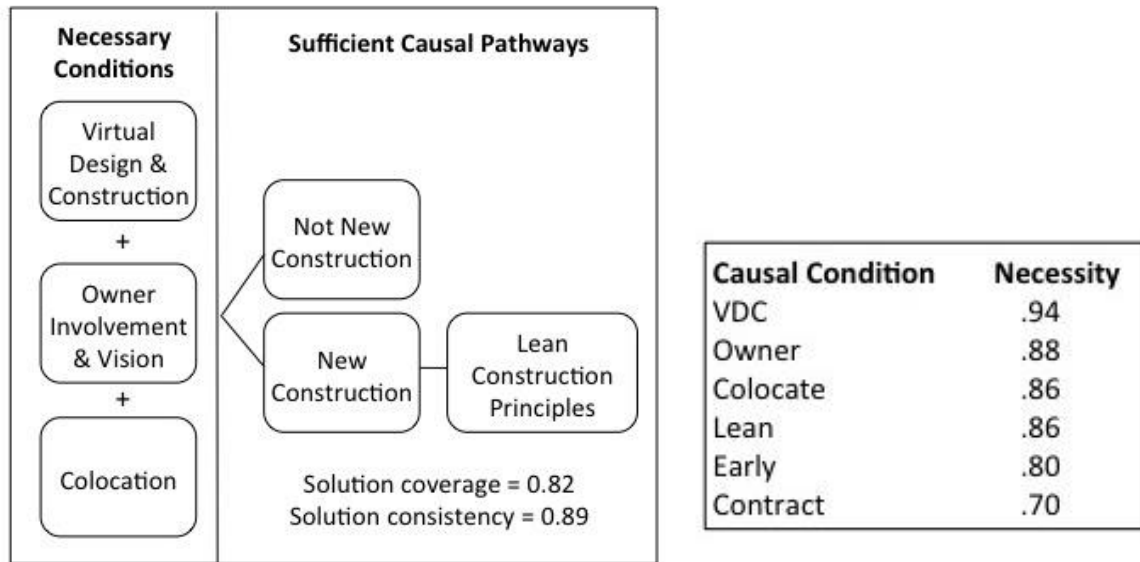 Necessary
Conditions
Virtual
Design &
Construction
+
Owner
Involvement
& Vision
+
Colocation
Sufficient Causal Pathways
Not New
Construction
New
Construction
Lean
Construction
Principles
Solution coverage = 0.82
Solution consistency = 0.89
Causal Condition Necessity
VDC .94
Owner .88
Colocate .86
Lean .86
Early .80
Contract .70